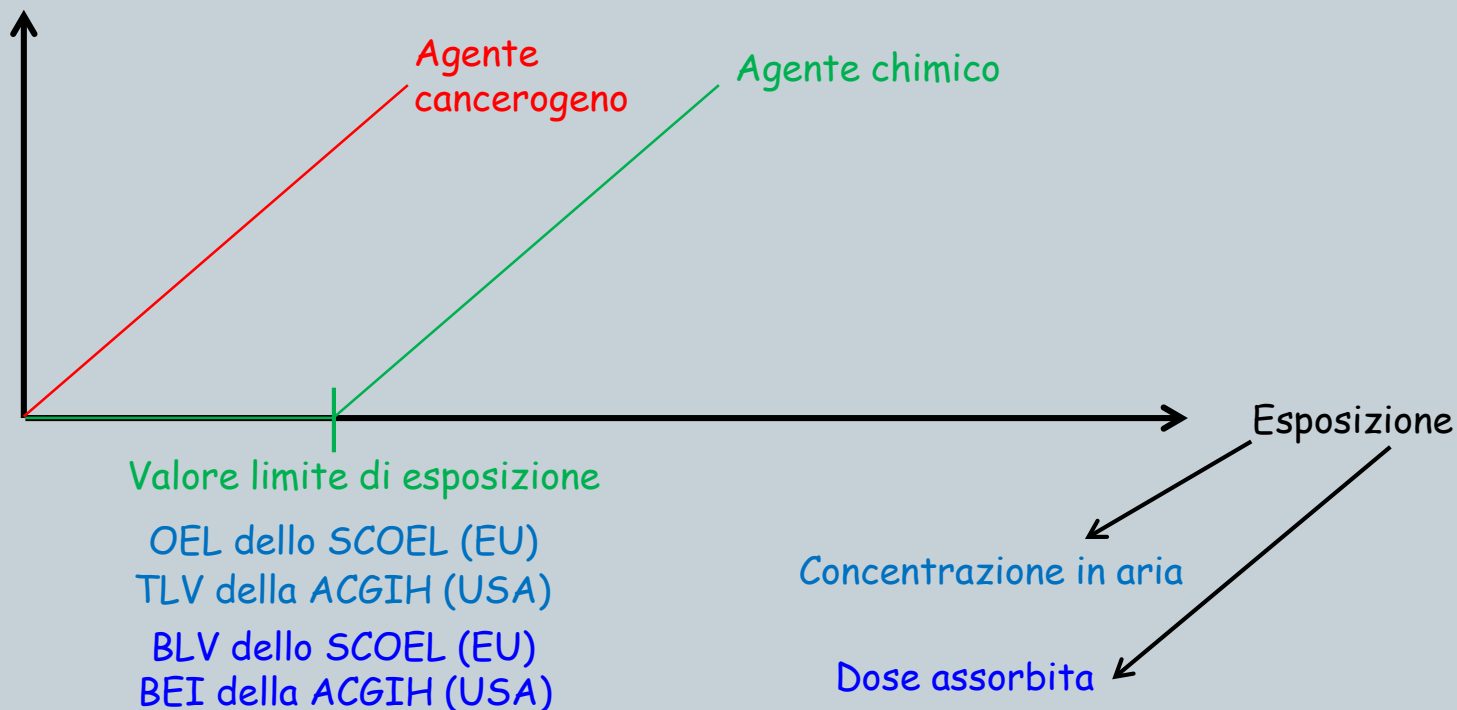 Agente
cancerogeno
Agente chimico
Esposizione
Valore limite di esposizione
OEL dello SCOEL (EU)
TLV della ACGIH (USA)
BLV dello SCOEL (EU)
BEI della ACGIH (USA)
Concentrazione in aria
Dose assorbita